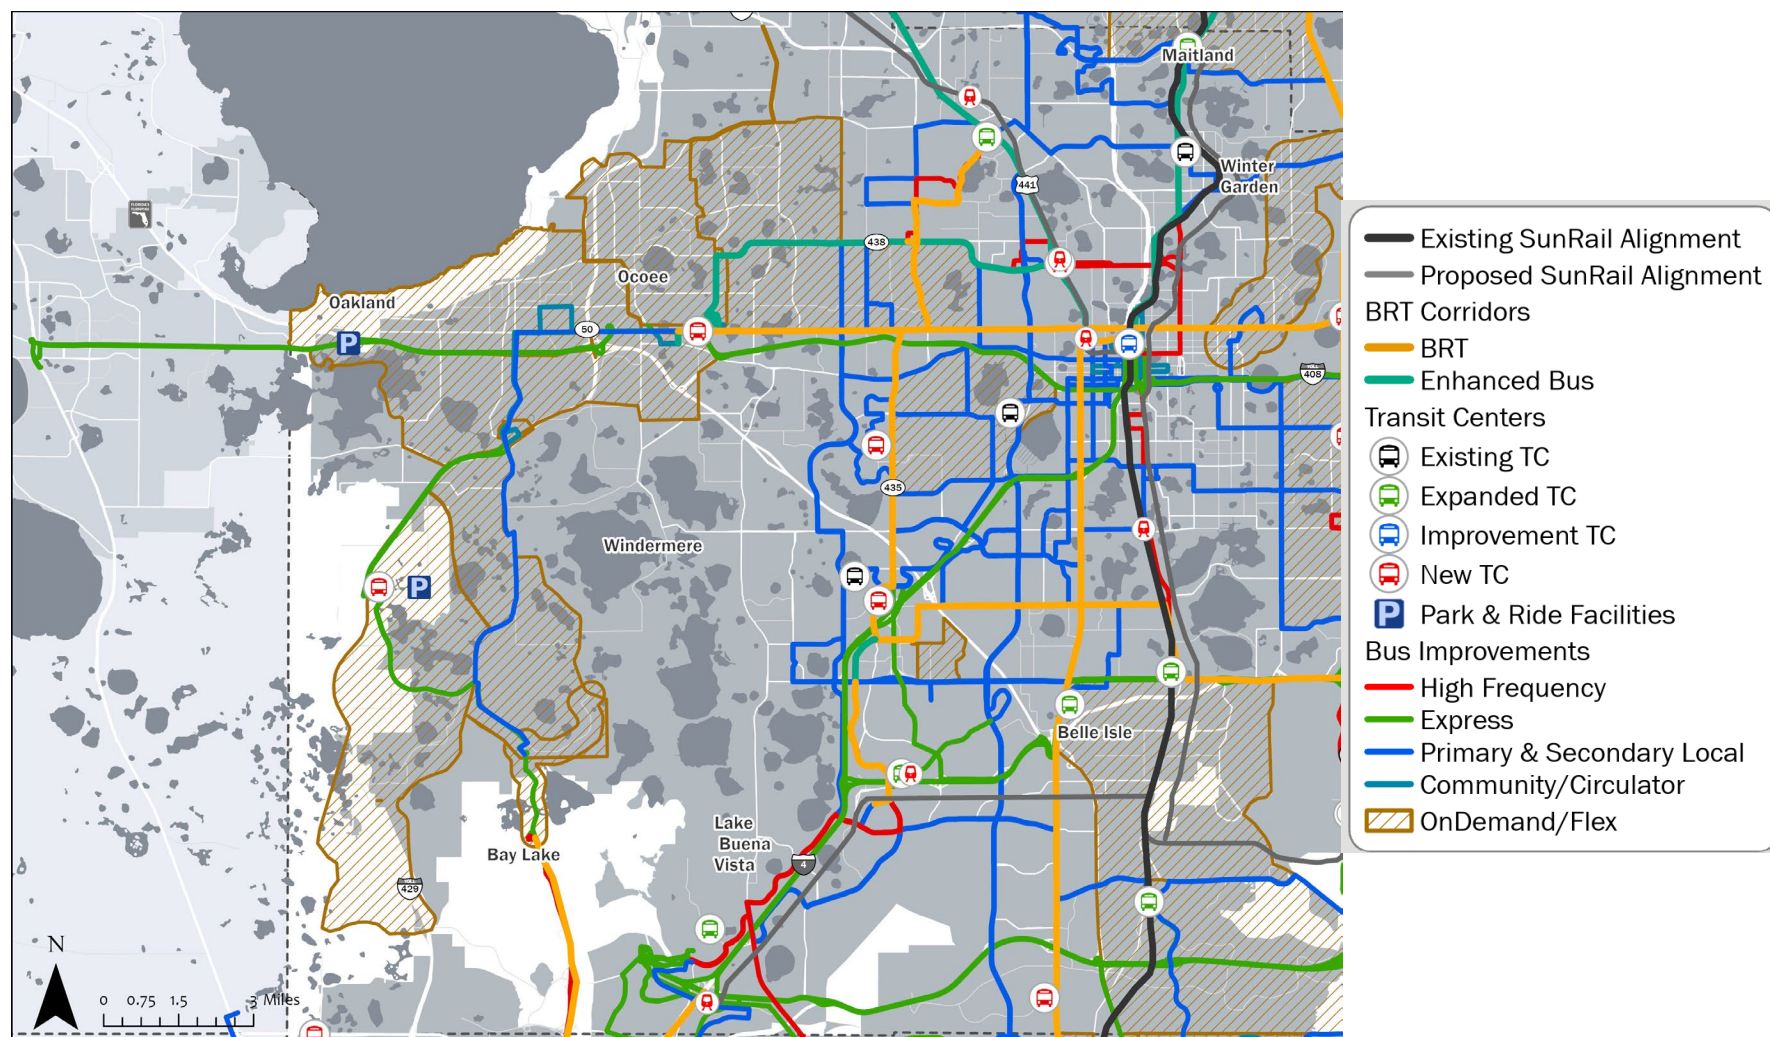 Maitland
Winter
Garden
441
FLORIDA'S
TURNPIKE
438
Ocoee
Oakland
50
408
435
Windermere
Belle Isle
Lake
Buena
Vista
4
Bay Lake
429
N
0 0.75 1.5 3 Miles
P
P
Existing SunRail Alignment
Proposed SunRail Alignment
BRT Corridors
BRT
Enhanced Bus
Transit Centers
Existing TC
Expanded TC
Improvement TC
New TC
P Park & Ride Facilities
Bus Improvements
High Frequency
Express
Primary & Secondary Local
Community/Circulator
OnDemand/Flex